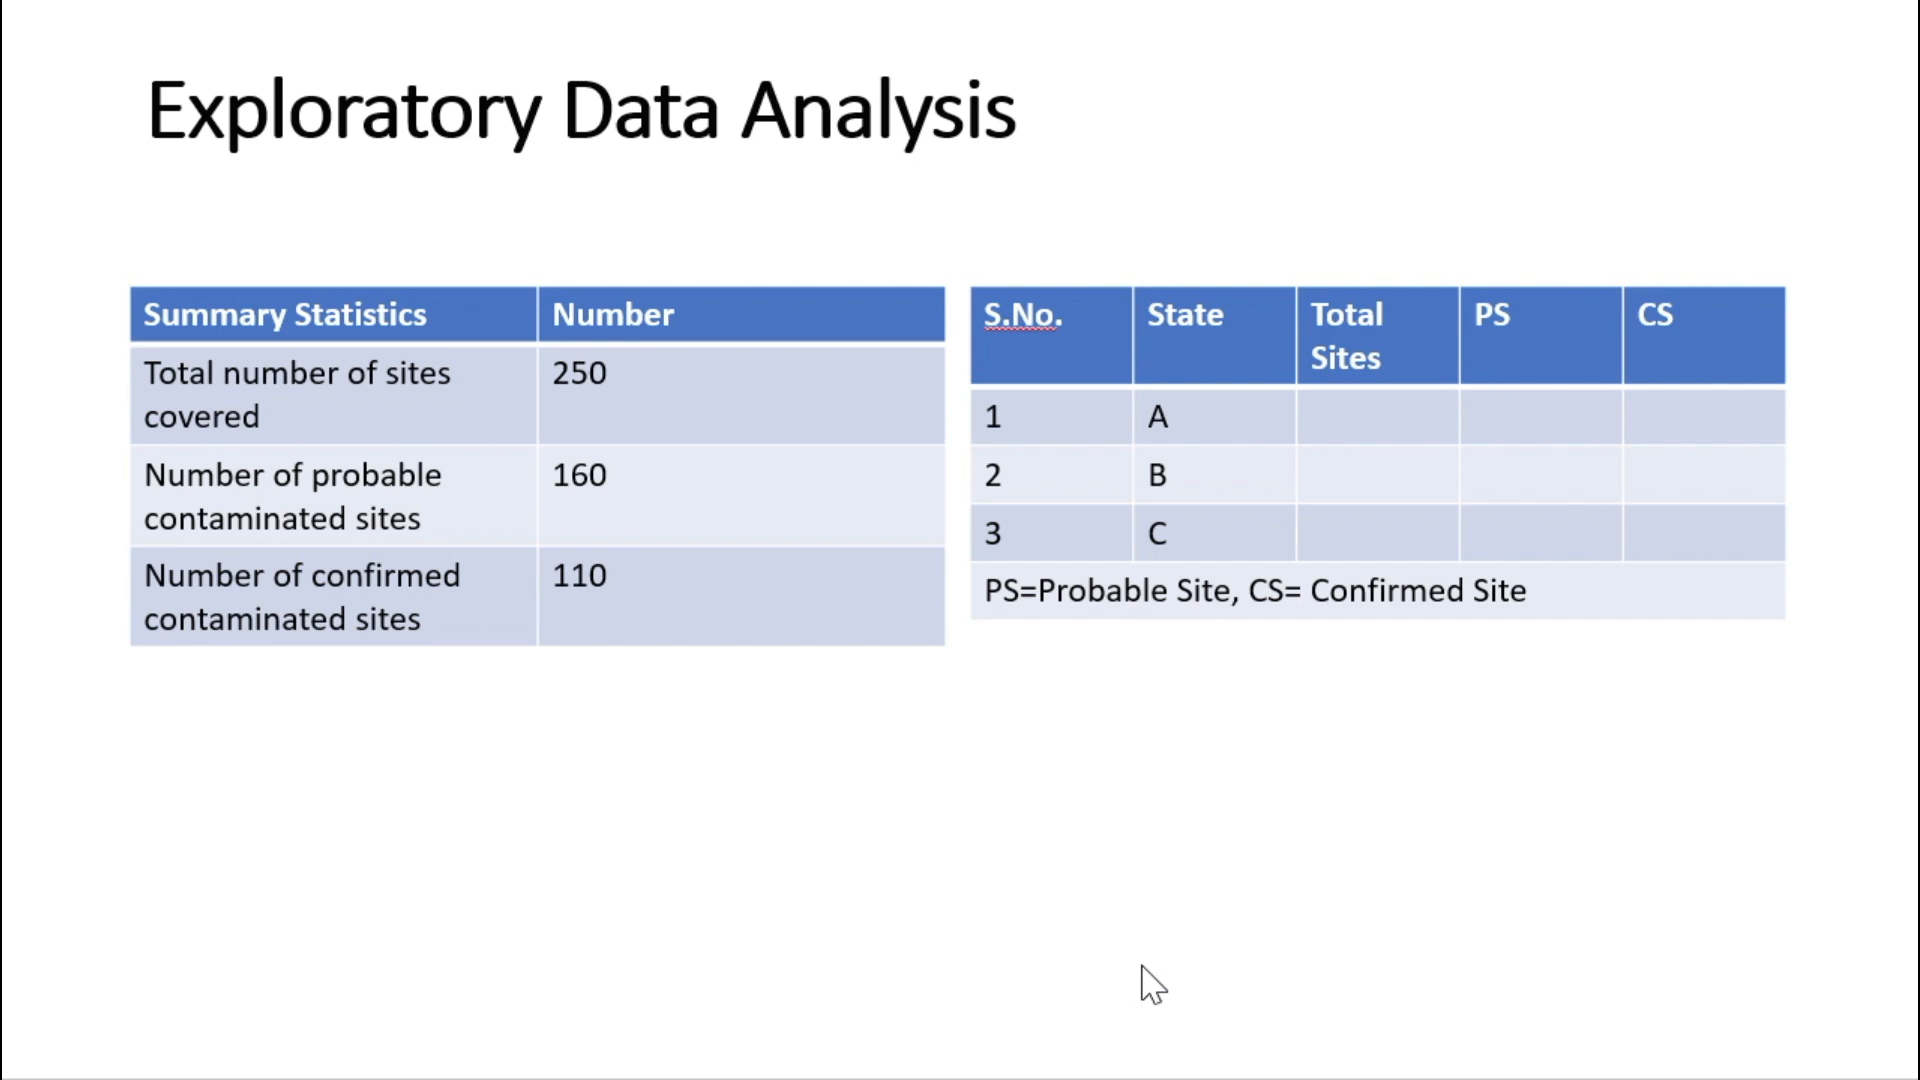 Exploratory Data Analysis
Summary Statistics Number
Total number of sites 250
covered
Number of probable 160
contaminated sites
Number of confirmed 110
contaminated sites
S.No. State Total PS CS
Sites
1 A
2 B
3 C
PS=Probable Site, CS= Confirmed Site